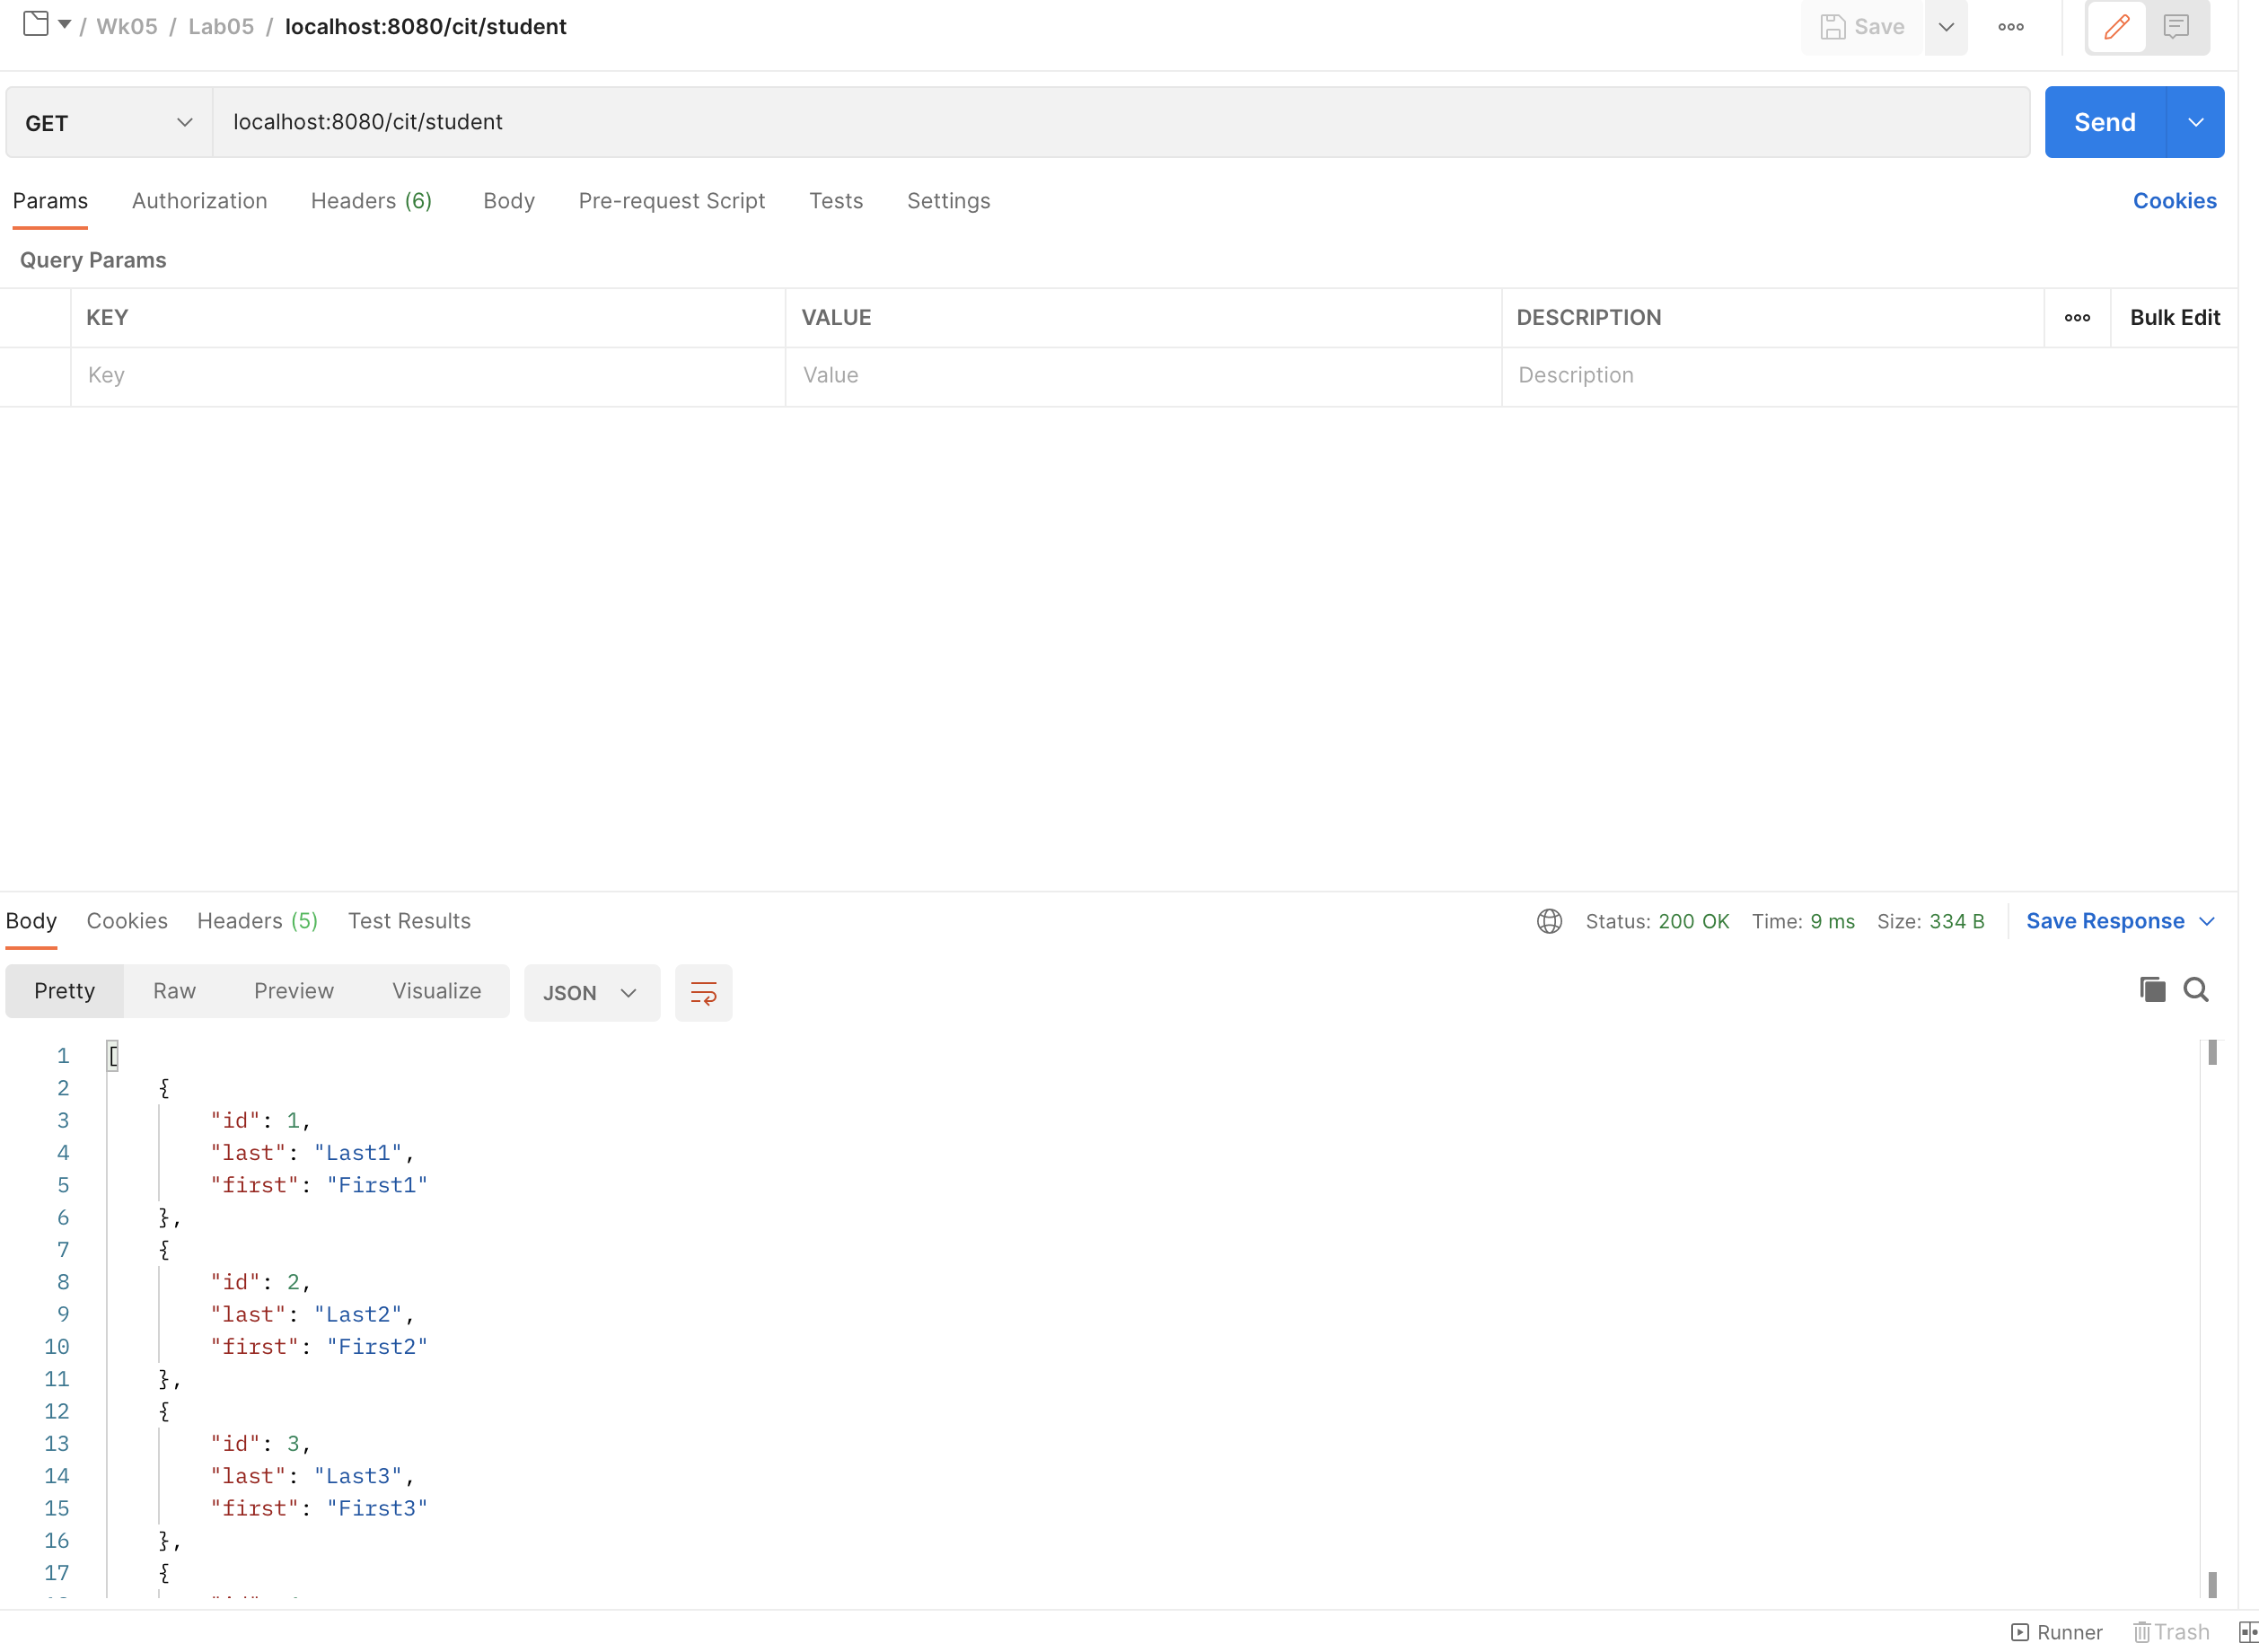 / Wk05 / Lab05 / localhost:8080/cit/student
Save
GET localhost:8080/cit/student Send
Params Authorization Headers (6) Body Pre-request Script Tests Settings Cookies
Query Params
KEY VALUE DESCRIPTION Bulk Edit
Key Value Description
Body Cookies Headers (5) Test Results Status: 200 OK Time: 9 ms Size: 334 B Save Response
Pretty Raw Preview Visualize JSON
1 [
2 {
3 "id": 1,
4 "last": "Last1",
5 "first": "First1"
6 },
7 {
8 "id": 2,
9 "last": "Last2",
10 "first": "First2"
11 },
12 {
13 "id": 3,
14 "last": "Last3",
15 "first": "First3"
16 },
17 {
Runner Trash